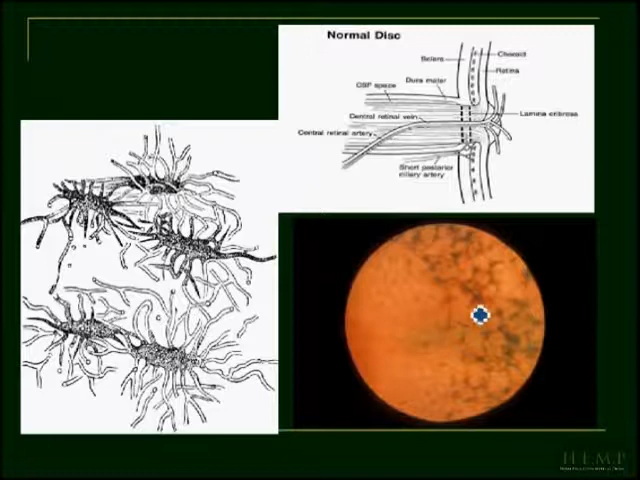 Normal Disc
Choroid
Sclera
Retina
Dura mater
CSF space
Lamina cribrosa
Central retinal vein
Central retinal artery
Short posterior
ciliary artery